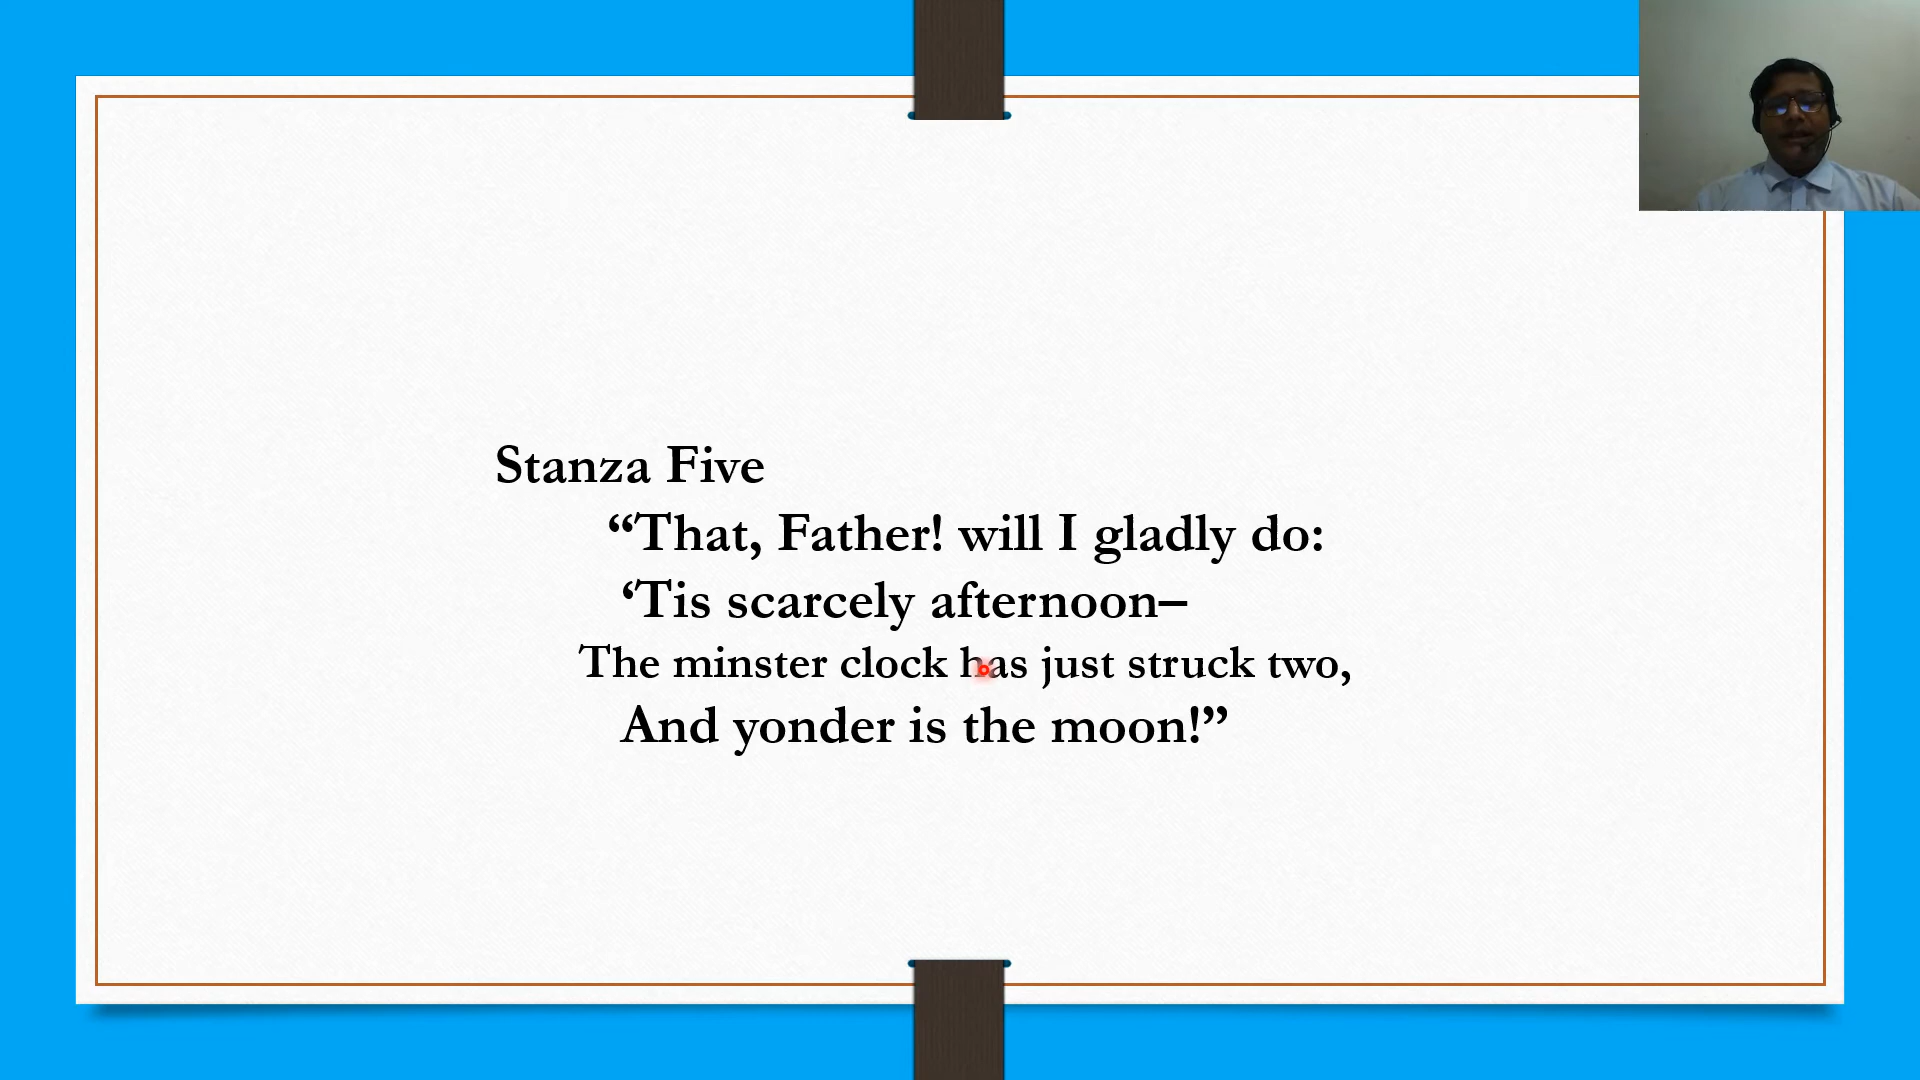 Stanza Five
“That, Father! will I gladly do:
‘Tis scarcely afternoon–
The minster clock has just struck two,
And yonder is the moon!”